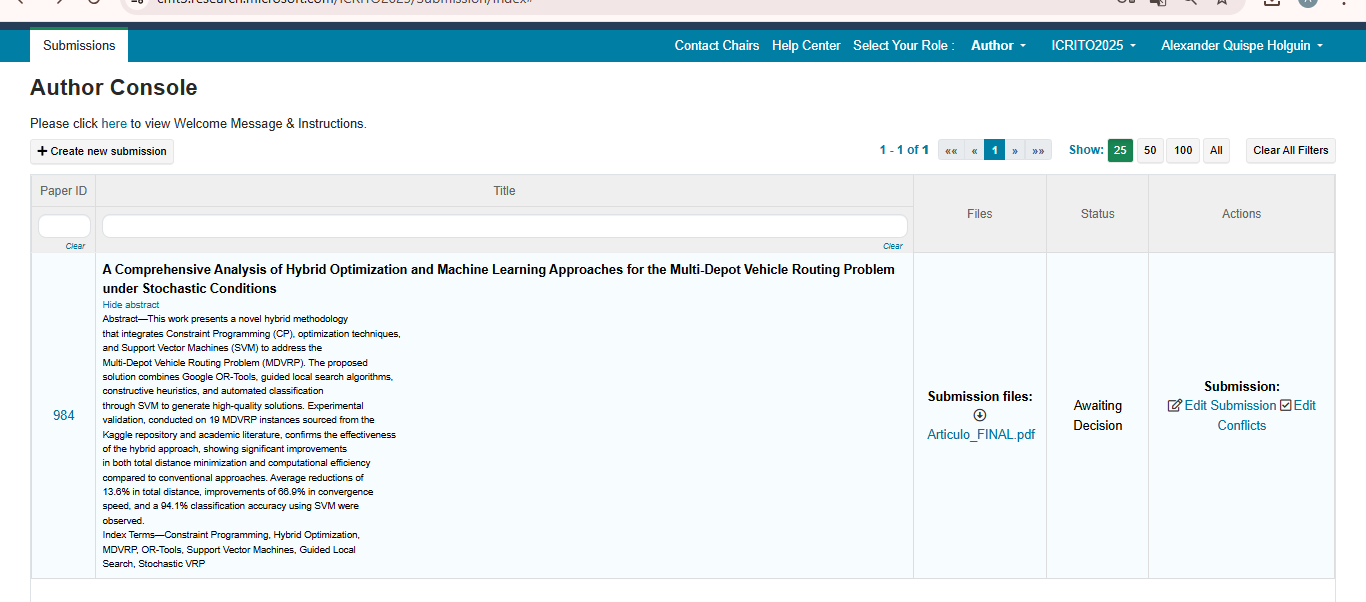 cmt3.research.microsoft.com/ICRITO2025/Submission/Index#
Submissions
Contact Chairs Help Center Select Your Role : Author ICRITO2025 Alexander Quispe Holguin
Author Console
Please click here to view Welcome Message & Instructions.
+ Create new submission
1 - 1 of 1 «« « 1 » »» Show: 25 50 100 All Clear All Filters
Paper ID Title Files Status Actions
Clear Clear
A Comprehensive Analysis of Hybrid Optimization and Machine Learning Approaches for the Multi-Depot Vehicle Routing Problem
under Stochastic Conditions
Hide abstract
Abstract—This work presents a novel hybrid methodology
that integrates Constraint Programming (CP), optimization techniques,
and Support Vector Machines (SVM) to address the
Multi-Depot Vehicle Routing Problem (MDVRP). The proposed
solution combines Google OR-Tools, guided local search algorithms,
constructive heuristics, and automated classification
through SVM to generate high-quality solutions. Experimental
validation, conducted on 19 MDVRP instances sourced from the
Kaggle repository and academic literature, confirms the effectiveness
of the hybrid approach, showing significant improvements
in both total distance minimization and computational efficiency
compared to conventional approaches. Average reductions of
13.6% in total distance, improvements of 66.9% in convergence
speed, and a 94.1% classification accuracy using SVM were
observed.
Index Terms—Constraint Programming, Hybrid Optimization,
MDVRP, OR-Tools, Support Vector Machines, Guided Local
Search, Stochastic VRP
984
Submission files:
Articulo_FINAL.pdf
Awaiting
Decision
Submission:
Edit Submission Edit
Conflicts